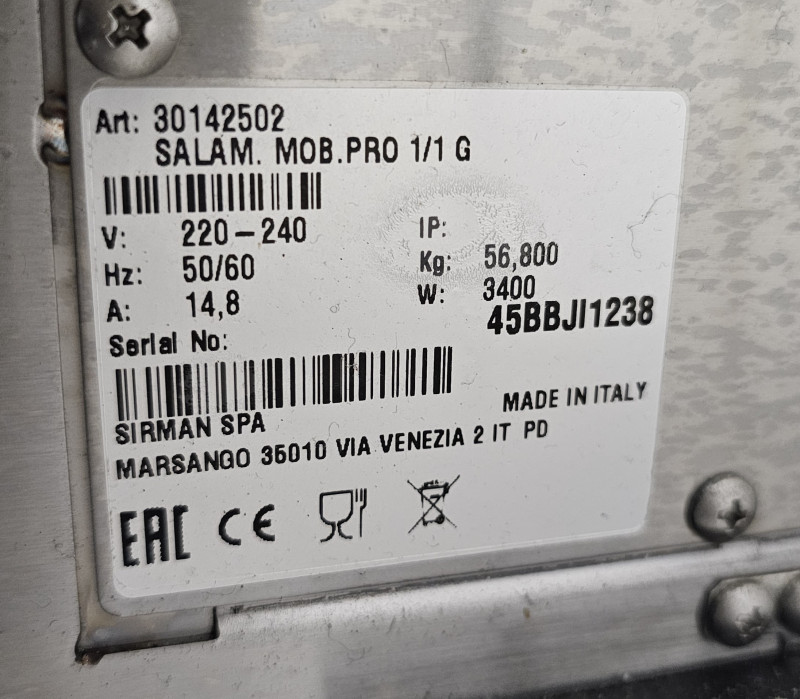 Art: 30142502
SALAM. MOB.PRO 1/1 G
V: 220-240
IP:
Hz: 50/60
Kg: 56,800
A: 14,8
W: 3400
45BBJI1238
Serial No:
MADE IN ITALY
SIRMAN SPA
MARSANGO 35010 VIA VENEZIA 2 IT PD
EAC CE